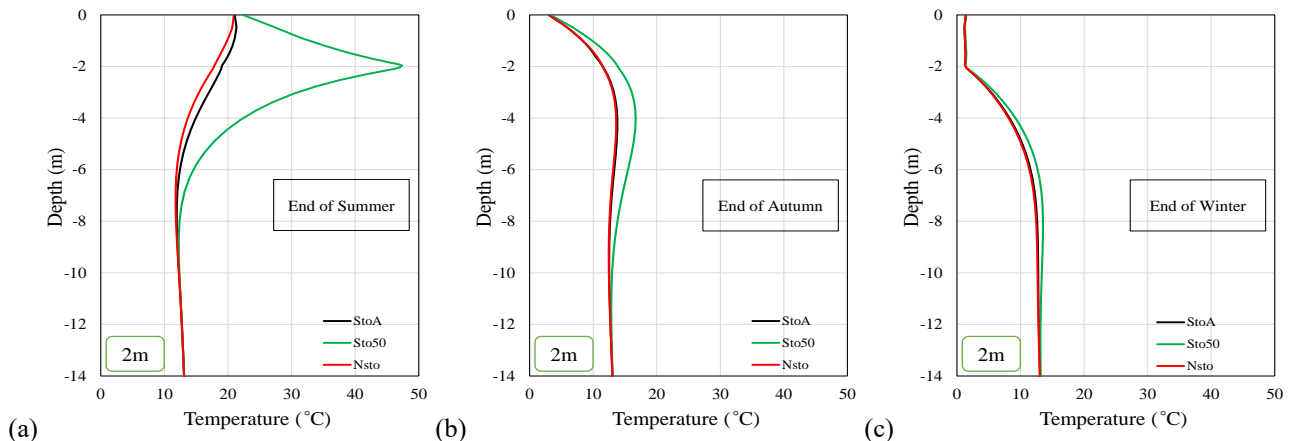 0 10 20 30 40 50
0
-2
-4
-6
-8
-10
-12
-14
Depth (m)
End of Summer
StoA
Sto50
Nsto
2m
Temperature (˚C)
(a)
0
-2
-4
-6
-8
-10
-12
-14
Depth (m)
End of Autumn
StoA
Sto50
Nsto
2m
0 10 20 30 40 50
Temperature (˚C)
(b)
0
-2
-4
-6
-8
-10
-12
-14
Depth (m)
End of Winter
StoA
Sto50
Nsto
2m
0 10 20 30 40 50
Temperature (˚C)
(c)